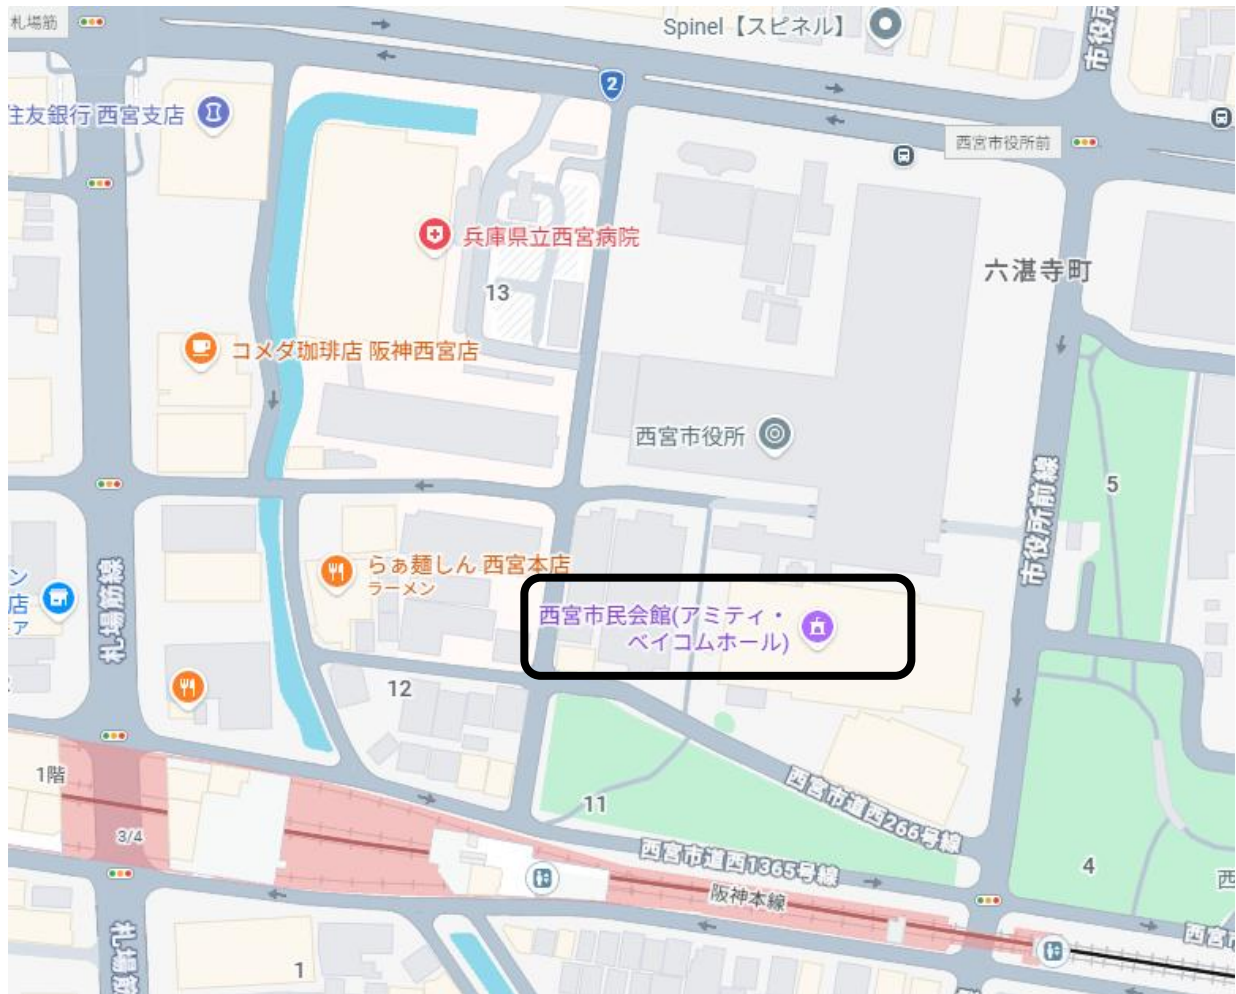 札場筋
Spinel【スピネル】
市役
2
住友銀行 西宮支店
西宮市役所前
兵庫県立西宮病院
六湛寺町
13
コメダ珈琲店 阪神西宮店
西宮市役所
5
市役所前線
らぁ麺しん 西宮本店
ラーメン
ン
店
ア
札場筋線
西宮市民会館(アミティ・
ベイコムホール)
12
1階
11
西宮市道西266号線
3/4
西宮市道西1365号線
4
西
阪神本線
西宮市
札場筋
1